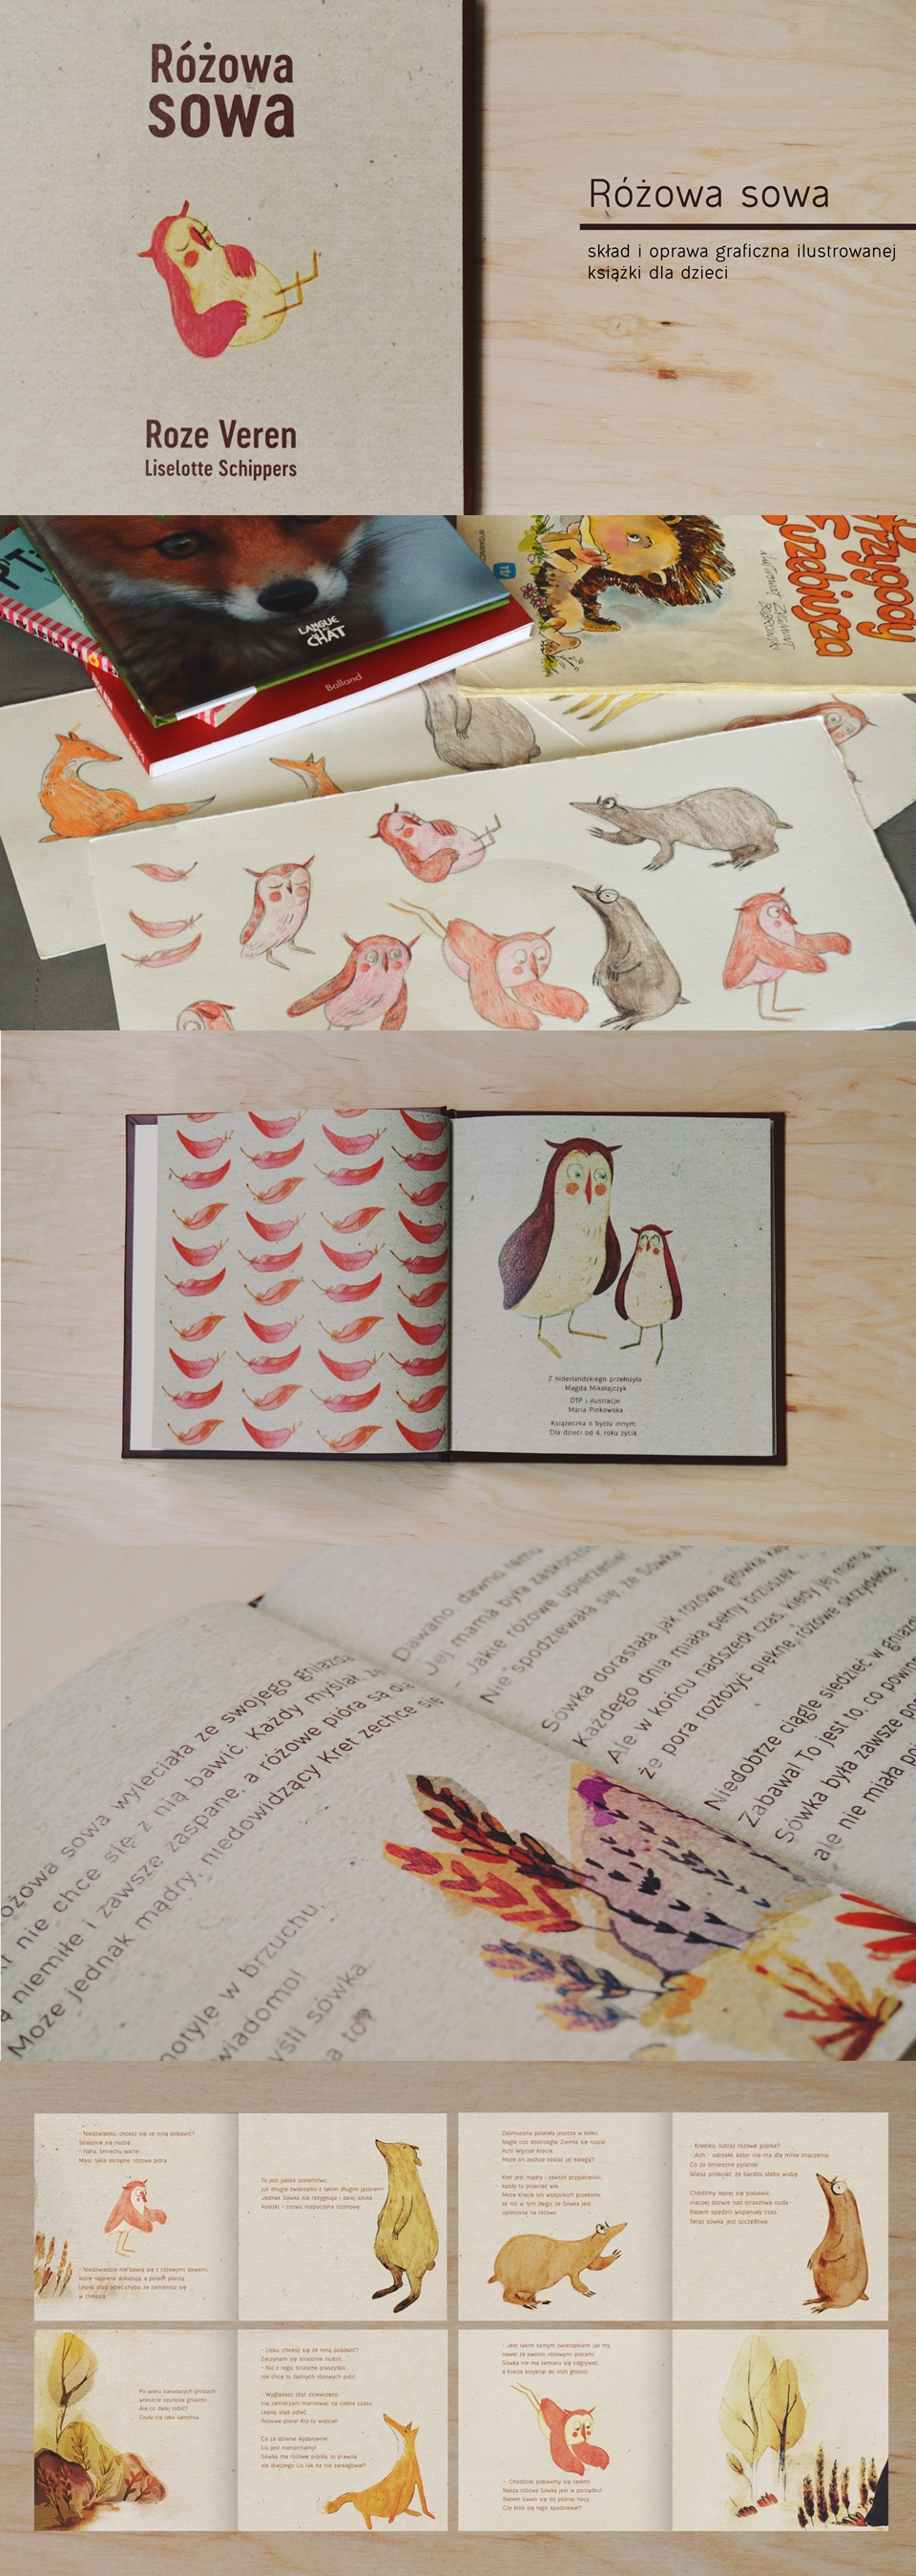 Różowa
sowa
Roze Veren
Liselotte Schippers
Różowa sowa
skład i oprawa graficzna ilustrowanej
książki dla dzieci
LANGUE
AU
CHAT
Balland
Przygody
Euzebiusza
Z niderlandzkiego przełożyła
Magda Mikołajczyk
DTP i ilustracje
Maria Pinkowska
Książeczka o byciu innym
Dla dzieci od 4. roku życia
sowa wyleciała ze swojego gniazda
nie chce się z nią bawić. Każdy myślał że
niemiłe i zawsze zaspane, a różowe pióra są dla
Może jednak mądry, niedowidzący Kret zechce się
motyle w brzuchu,
wiadomo!
sówka.
a to?
Dawano, dawno temu
Jej mama była
Jakie różowe upierzenie!
Nie spodziewała się, że Sówka
Sówka dorastała jak różowa główka
Każdego dnia miała pełny brzuszek
Ale w końcu nadszedł czas, kiedy jej mama
że pora rozłożyć piękne, różowe skrzydełka.
Niedobrze ciągle siedzieć w
Zabawa! To jest to, co
Sówka była zawsze
ale nie miała
- Niedźwiadku, chcesz się ze mną pobawić?
Strasznie się nudzę.
- Haha, śmiechu warte!
Masz takie okropne, różowe pióra.
- Niedźwiedzie nie bawią się z różowymi sowami,
które najpierw dokazują, a potem płaczą.
Lepiej stąd odleć chyba, że zamienisz się
w chłopca.
To jest jakieś szaleństwo:
już drugie zwierzątko z takim długim jęzorem!
Jednak Sówka nie rezygnuje i dalej szuka
koleżki, i znowu rozpoczyna rozmowę.
Zasmucona polatała jeszcze w kółko.
Nagle coś dostrzegła. Ziemia się rusza!
Ach! Wyjrzał Krecik.
Może on zechce zostać jej kolegą?
Kret jest mądry i zawsze przyjacielski,
każdy to przecież wie.
Może Krecik ich wszystkich przekona,
że nic w tym złego, że Sówka jest
upierzona na różowo.
- Kreciku, lubisz różowe piórka?
- Ach - odrzekł, kolor nie ma dla mnie znaczenia.
Co za śmieszne pytanie!
Wiesz przecież, że bardzo słabo widzę.
Chodźmy lepiej się pobawić,
inaczej dorwie nas straszliwa nuda.
Razem spędzili wspaniały czas.
Teraz sówka jest szczęśliwa.
Po wielu nieudanych próbach
wreszcie opuściła gniazdo.
Ale co dalej robić?
Czuła się taka samotna.
- Lisku, chcesz się ze mną pobawić?
Zaczynam się strasznie nudzić.
- Nic z tego, straszne ptaszysko,
nie chcę tu żadnych różowych piór!
- Wyglądasz zbyt dziewczęco,
nie zamierzam marnować na ciebie czasu.
Lepiej stąd odleć.
Różowe pióra! Kto to widział!
Co za dziwne wydarzenie.
Lis jest nienormalny!
Sówka ma różowe piórka, to prawda,
ale dlaczego Lis tak na nie zareagował?
- Jest takim samym zwierzątkiem jak my,
nawet ze swoimi różowymi piórami.
Sówka nie ma zamiaru się odgrywać,
a Krecik krzyknął do nich głośno:
- Chodźcie, pobawmy się razem!
Nasza różowa Sówka jest w porządku!
Razem bawili się do późnej nocy.
Czy ktoś się tego spodziewał?